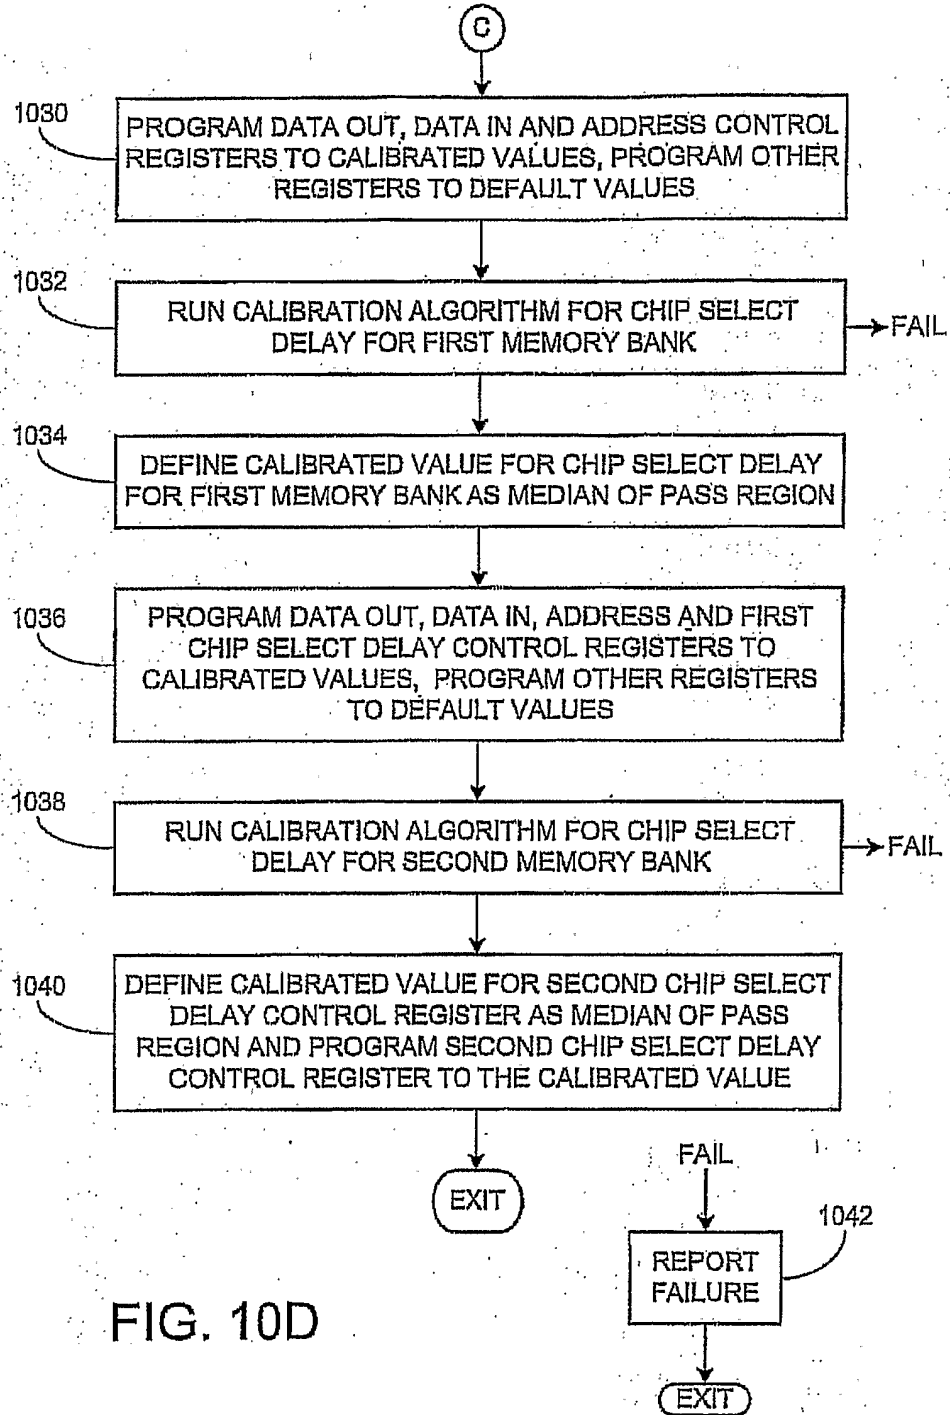 C
1030
PROGRAM DATA OUT, DATA IN AND ADDRESS CONTROL
REGISTERS TO CALIBRATED VALUES, PROGRAM OTHER
REGISTERS TO DEFAULT VALUES
1032
RUN CALIBRATION ALGORITHM FOR CHIP SELECT
DELAY FOR FIRST MEMORY BANK
FAIL
1034
DEFINE CALIBRATED VALUE FOR CHIP SELECT DELAY
FOR FIRST MEMORY BANK AS MEDIAN OF PASS REGION
1036
PROGRAM DATA OUT, DATA IN, ADDRESS AND FIRST
CHIP SELECT DELAY CONTROL REGISTERS TO
CALIBRATED VALUES, PROGRAM OTHER REGISTERS
TO DEFAULT VALUES
1038
RUN CALIBRATION ALGORITHM FOR CHIP SELECT
DELAY FOR SECOND MEMORY BANK
FAIL
1040
DEFINE CALIBRATED VALUE FOR SECOND CHIP SELECT
DELAY CONTROL REGISTER AS MEDIAN OF PASS
REGION AND PROGRAM SECOND CHIP SELECT DELAY
CONTROL REGISTER TO THE CALIBRATED VALUE
EXIT
FAIL
1042
REPORT
FAILURE
EXIT
FIG. 10D